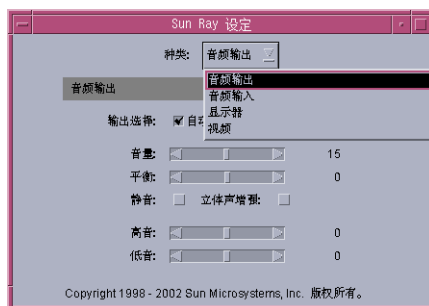 Sun Ray 设定
种类: 音频输出
音频输出
音频输入
显示器
视频
音频输出
输出选择: 自动
音量: 15
平衡: 0
静音: 立体声增强:
高音: 0
低音: 0
Copyright 1998 - 2002 Sun Microsystems, Inc. 版权所有。